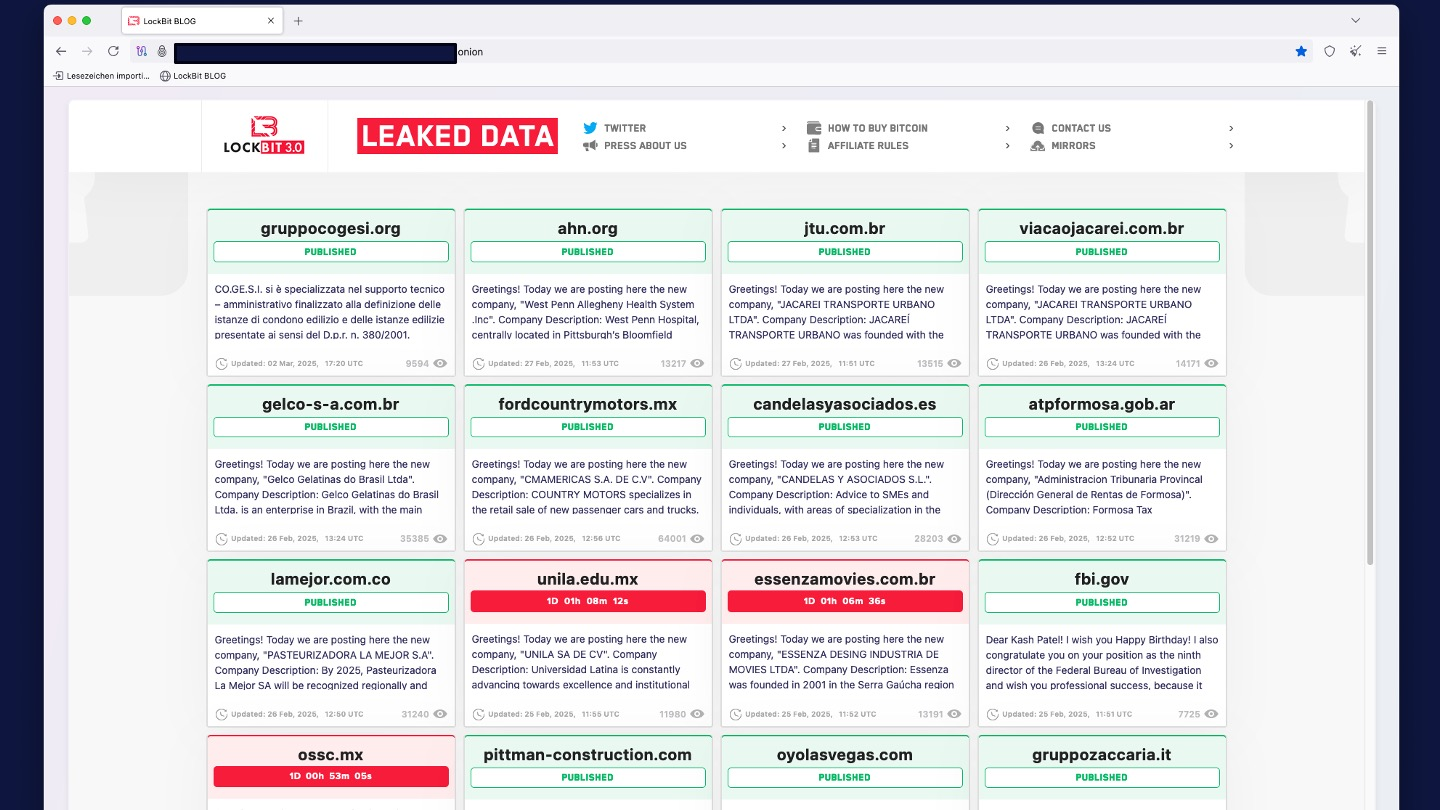 LockBit BLOG
onion
Lesezeichen importi...
LockBit BLOG
LOCKBIT 3.0
LEAKED DATA
TWITTER
PRESS ABOUT US
HOW TO BUY BITCOIN
AFFILIATE RULES
CONTACT US
MIRRORS
gruppocogesi.org
PUBLISHED
CO.GE.S.I. si è specializzata nel supporto tecnico
– amministrativo finalizzato alla definizione delle
istanze di condono edilizio e delle istanze edilizie
presentate ai sensi del D.p.r. n. 380/2001.
Updated: 02 Mar, 2025, 17:20 UTC
9594
ahn.org
PUBLISHED
Greetings! Today we are posting here the new
company, "West Penn Allegheny Health System
.Inc". Company Description: West Penn Hospital,
centrally located in Pittsburgh's Bloomfield
Updated: 27 Feb, 2025, 11:53 UTC
13217
jtu.com.br
PUBLISHED
Greetings! Today we are posting here the new
company, "JACAREI TRANSPORTE URBANO
LTDA". Company Description: JACAREÍ
TRANSPORTE URBANO was founded with the
Updated: 27 Feb, 2025, 11:51 UTC
13515
viacaojacarei.com.br
PUBLISHED
Greetings! Today we are posting here the new
company, "JACAREI TRANSPORTE URBANO
LTDA". Company Description: JACAREÍ
TRANSPORTE URBANO was founded with the
Updated: 26 Feb, 2025, 13:24 UTC
14171
gelco-s-a.com.br
PUBLISHED
Greetings! Today we are posting here the new
company, "Gelco Gelatinas do Brasil Ltda".
Company Description: Gelco Gelatinas do Brasil
Ltda. is an enterprise in Brazil, with the main
Updated: 26 Feb, 2025, 13:24 UTC
35385
fordcountrymotors.mx
PUBLISHED
Greetings! Today we are posting here the new
company, "CMAMERICAS S.A. DE C.V". Company
Description: COUNTRY MOTORS specializes in
the retail sale of new passenger cars and trucks.
Updated: 26 Feb, 2025, 12:56 UTC
64001
candelasyasociados.es
PUBLISHED
Greetings! Today we are posting here the new
company, "CANDELAS Y ASOCIADOS S.L.".
Company Description: Advice to SMEs and
individuals, with areas of specialization in the
Updated: 26 Feb, 2025, 12:53 UTC
28203
atpformosa.gob.ar
PUBLISHED
Greetings! Today we are posting here the new
company, "Administracion Tribunaria Provincal
(Dirección General de Rentas de Formosa)".
Company Description: Formosa Tax
Updated: 26 Feb, 2025, 12:52 UTC
31219
lamejor.com.co
PUBLISHED
Greetings! Today we are posting here the new
company, "PASTEURIZADORA LA MEJOR S.A".
Company Description: By 2025, Pasteurizadora
La Mejor SA will be recognized regionally and
Updated: 26 Feb, 2025, 12:50 UTC
31240
unila.edu.mx
1D 01h 08m 12s
Greetings! Today we are posting here the new
company, "UNILA SA DE CV". Company
Description: Universidad Latina is constantly
advancing towards excellence and institutional
Updated: 25 Feb, 2025, 11:55 UTC
11980
essenzamovies.com.br
1D 01h 06m 36s
Greetings! Today we are posting here the new
company, "ESSENZA DESING INDUSTRIA DE
MOVIES LTDA". Company Description: Essenza
was founded in 2001 in the Serra Gaúcha region
Updated: 25 Feb, 2025, 11:52 UTC
13191
fbi.gov
PUBLISHED
Dear Kash Patel! I wish you Happy Birthday! I also
congratulate you on your position as the ninth
director of the Federal Bureau of Investigation
and wish you professional success, because it
Updated: 25 Feb, 2025, 11:51 UTC
7725
ossc.mx
1D 00h 53m 05s
pittman-construction.com
PUBLISHED
oyolasvegas.com
PUBLISHED
gruppozaccaria.it
PUBLISHED